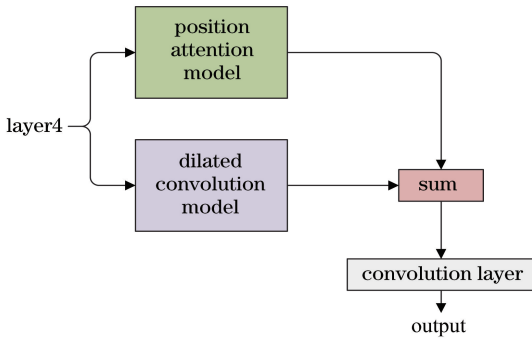 position
attention
model
layer4
dilated
convolution
model
sum
convolution layer
output